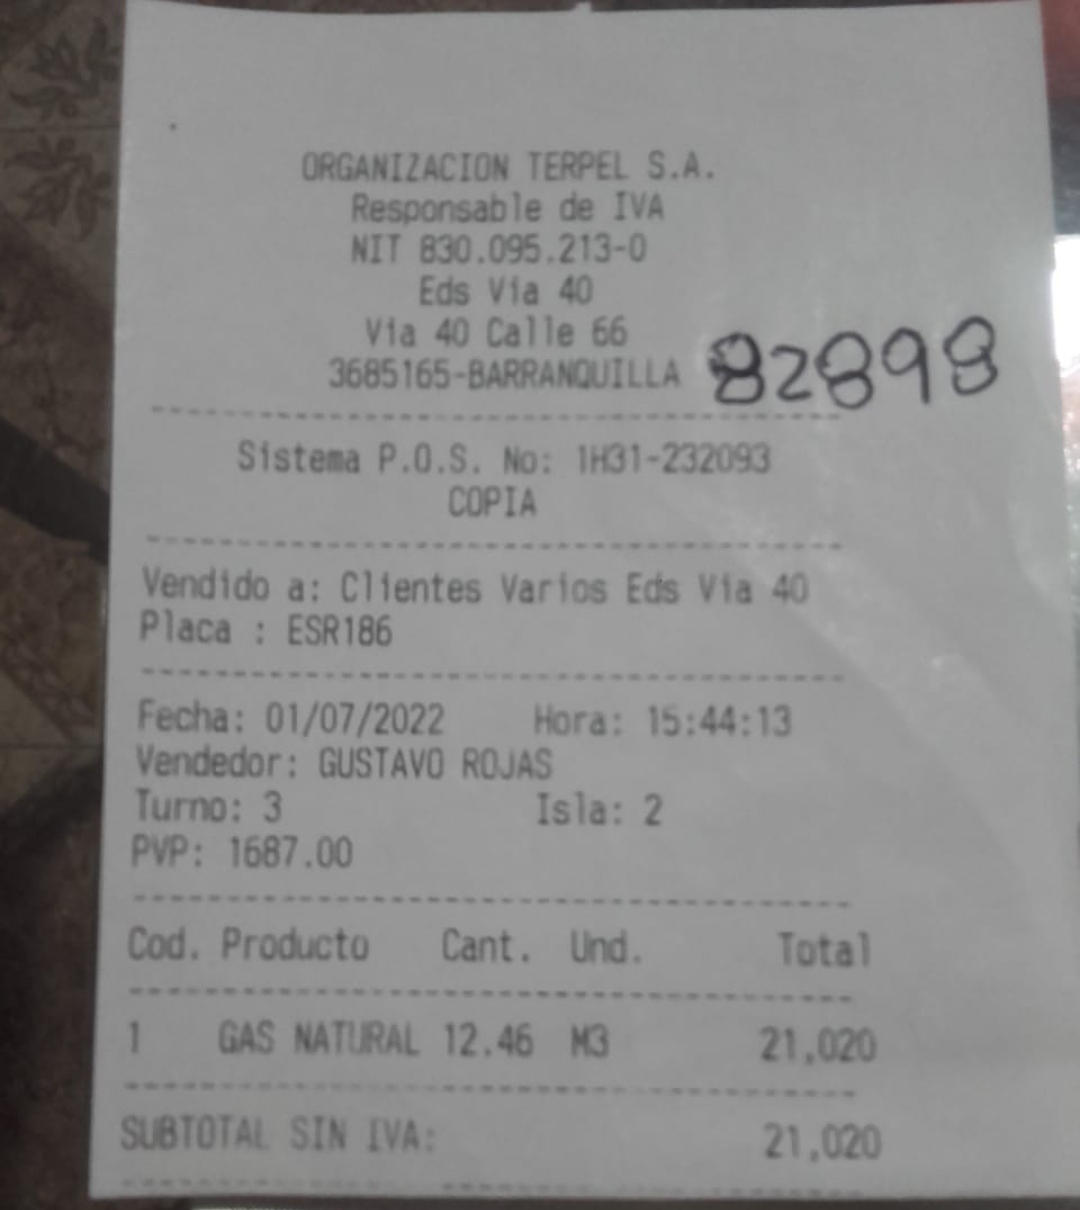 ORGANIZACION TERPEL S.A.
Responsable de IVA
NIT 830.095.213-0
Eds Via 40
Via 40 Calle 66
3685165-BARRANQUILLA 82898
Sistema P.O.S. No: 1H31-232093
COPIA
Vendido a: Clientes Varios Eds Via 40
Placa : ESR186
Fecha: 01/07/2022 Hora: 15:44:13
Vendedor: GUSTAVO ROJAS
Turno: 3 Isla: 2
PVP: 1687.00
Cod. Producto Cant. Und. Total
1 GAS NATURAL 12.46 M3 21,020
SUBTOTAL SIN IVA: 21,020